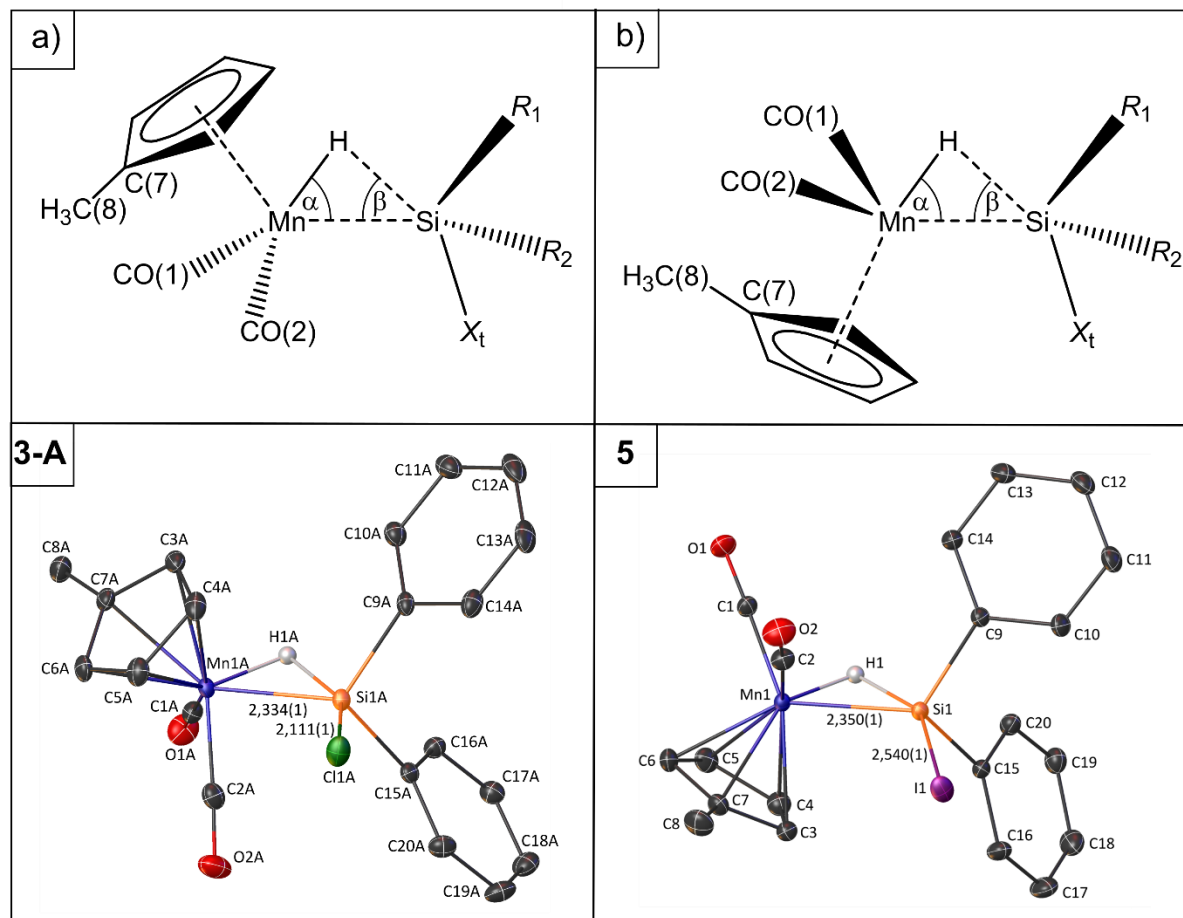 a)
H
R1
C(7)
α
β
H3C(8)
Mn
Si
R2
CO(1)
CO(2)
Xt
b)
CO(1)
H
R1
CO(2)
α
β
Mn
Si
R2
H3C(8)
C(7)
Xt
3-A
C11A
C12A
C10A
C13A
C8A
C3A
C7A
C4A
C9A
C14A
H1A
C6A
Mn1A
C5A
Si1A
C1A
2,334(1)
2,111(1)
O1A
C16A
Cl1A
C17A
C2A
C15A
C20A
C18A
O2A
C19A
5
C13
C12
O1
C14
C11
C1
O2
C9
C10
C2
H1
Mn1
Si1
2,350(1)
C20
C6
C5
2,540(1)
C19
C15
C7
C4
I1
C8
C3
C18
C16
C17